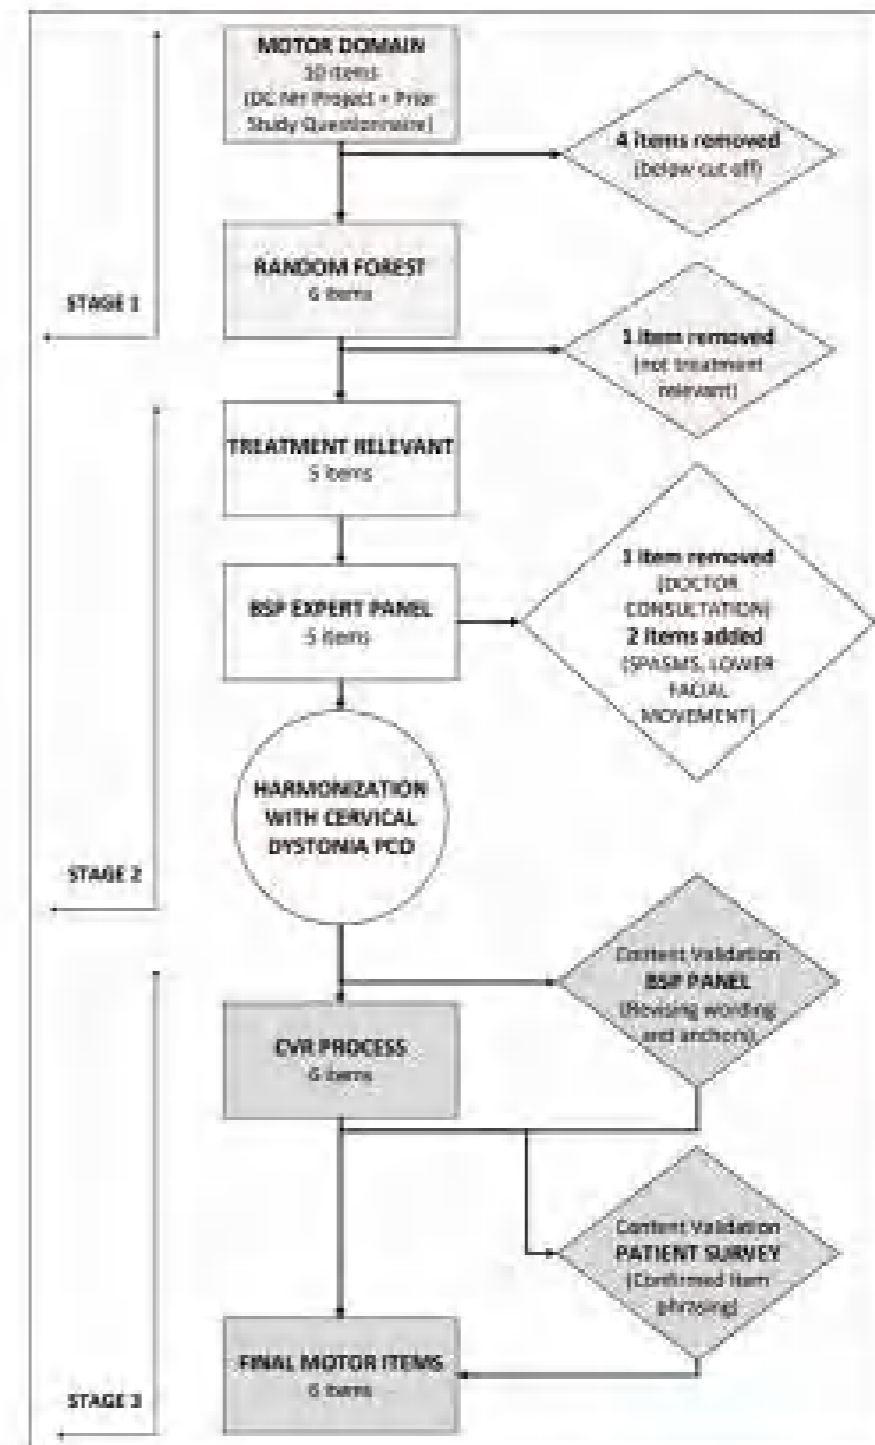 MOTOR DOMAIN
10 items
(DC NIH Project + Prior
Study Questionnaire)
4 items removed
(below cut off)
RANDOM FOREST
6 items
STAGE 1
1 item removed
(not treatment
relevant)
TREATMENT RELEVANT
5 items
BSP EXPERT PANEL
5 items
1 item removed
(DOCTOR
CONSULTATION)
2 items added
(SPASMS, LOWER
FACIAL
MOVEMENT)
HARMONIZATION
WITH CERVICAL
DYSTONIA PCD
STAGE 2
Content Validation
BSP PANEL
(Revising wording
and anchors)
CVR PROCESS
6 items
Content Validation
PATIENT SURVEY
(Confirmed item
phrasing)
FINAL MOTOR ITEMS
6 items
STAGE 3